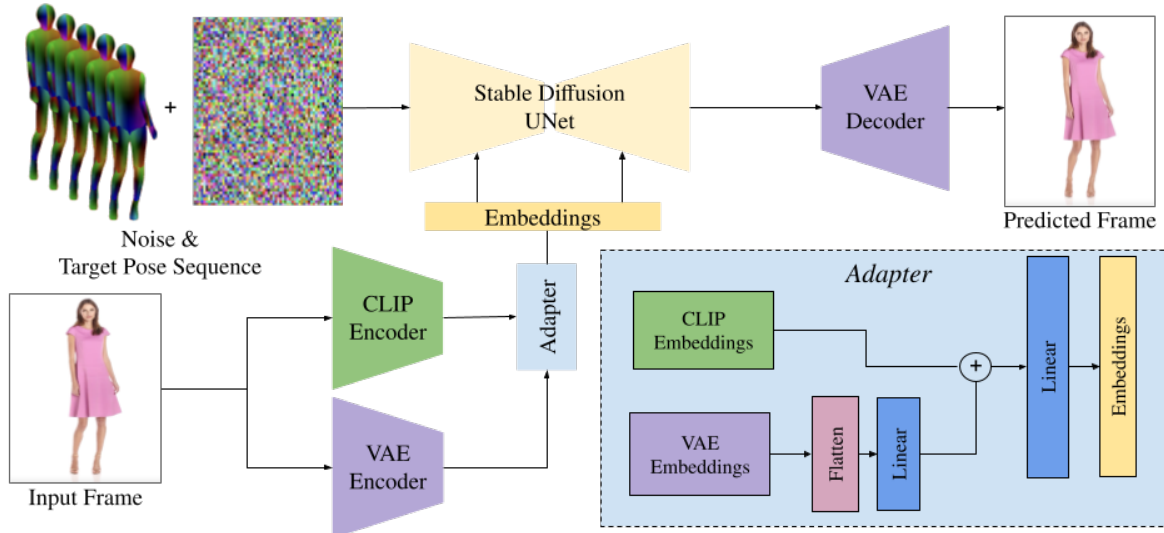 Stable Diffusion
UNet
VAE
Decoder
+
Embeddings
Predicted Frame
Noise &
Target Pose Sequence
CLIP
Encoder
Adapter
VAE
Encoder
Input Frame
Adapter
CLIP
Embeddings
+
VAE
Embeddings
Flatten
Linear
Linear
Embeddings